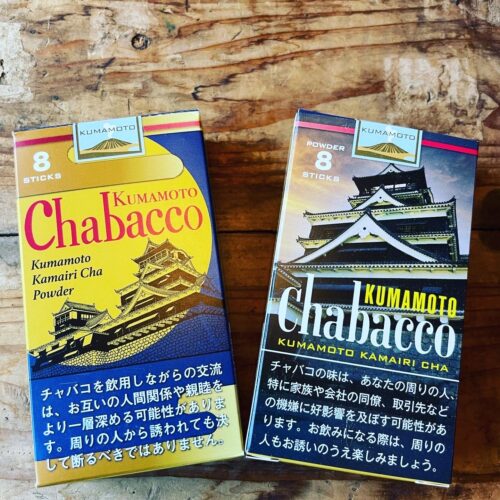 KUMAMOTO
8
STICKS
KUMAMOTO
Chabacco
Kumamoto
Kamairi Cha
Powder
チャバコを飲用しながらの交流
は、お互いの人間関係や親睦を
より一層深める可能性がありま
す。周りの人から誘われても決
して断るべきではありません。
KUMAMOTO
POWDER
8
STICKS
KUMAMOTO
chabacco
KUMAMOTO KAMAIRI CHA
チャバコの味は、あなたの周りの人、
特に家族や会社の同僚、取引先など
の機嫌に好影響を及ぼす可能性があ
ります。お飲みになる際は、周りの
人もお誘いのうえ楽しみましょう。